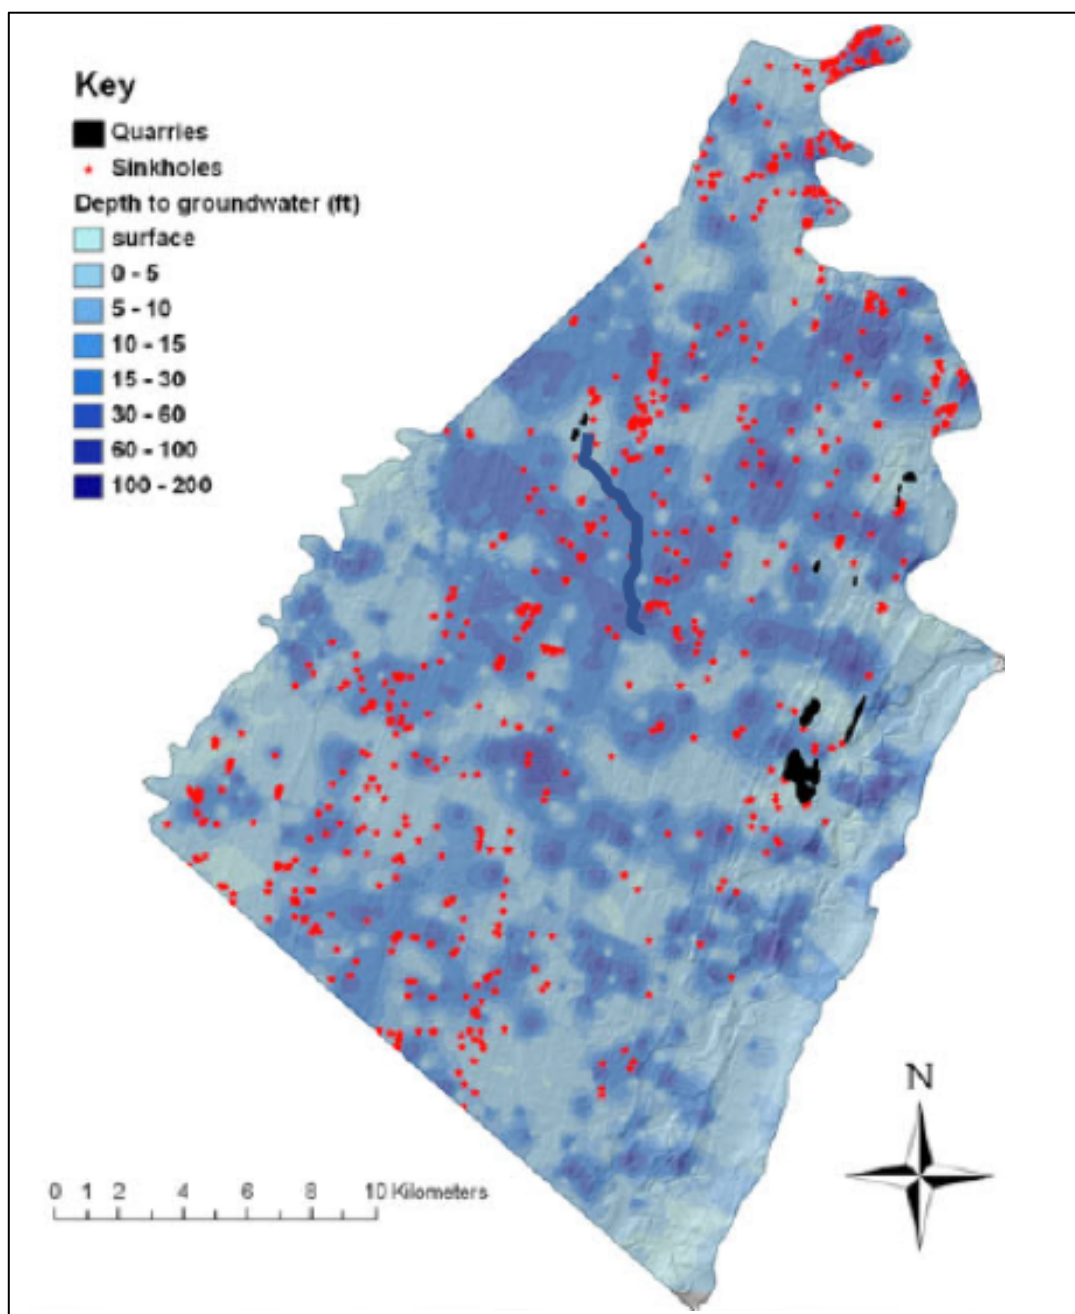 Key
Quarries
Sinkholes
Depth to groundwater (ft)
surface
0 - 5
5 - 10
10 - 15
15 - 30
30 - 60
60 - 100
100 - 200
N
0 1 2 4 6 8 10 Kilometers